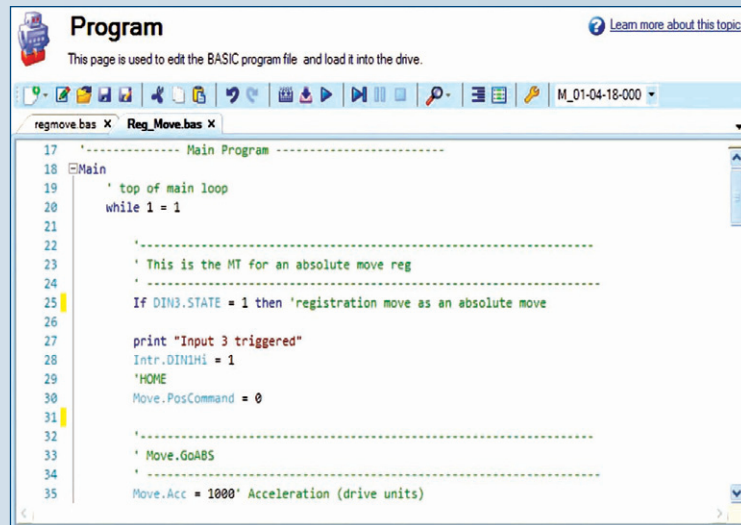 Program
Learn more about this topic
This page is used to edit the BASIC program file and load it into the drive.
M_01-04-18-000
regmove.bas X Reg_Move.bas X
17 '-------------- Main Program -------------------------
18 Main
19 ' top of main loop
20 while 1 = 1
21
22 '-------------------------------------------------------------------
23 ' This is the MT for an absolute move reg
24 ' -------------------------------------------------------------------
25 If DIN3.STATE = 1 then 'registration move as an absolute move
26
27 print "Input 3 triggered"
28 Intr.DIN1Hi = 1
29 'HOME
30 Move.PosCommand = 0
31
32 '-------------------------------------------------------------------
33 ' Move.GoABS
34 ' -------------------------------------------------------------------
35 Move.Acc = 1000' Acceleration (drive units)